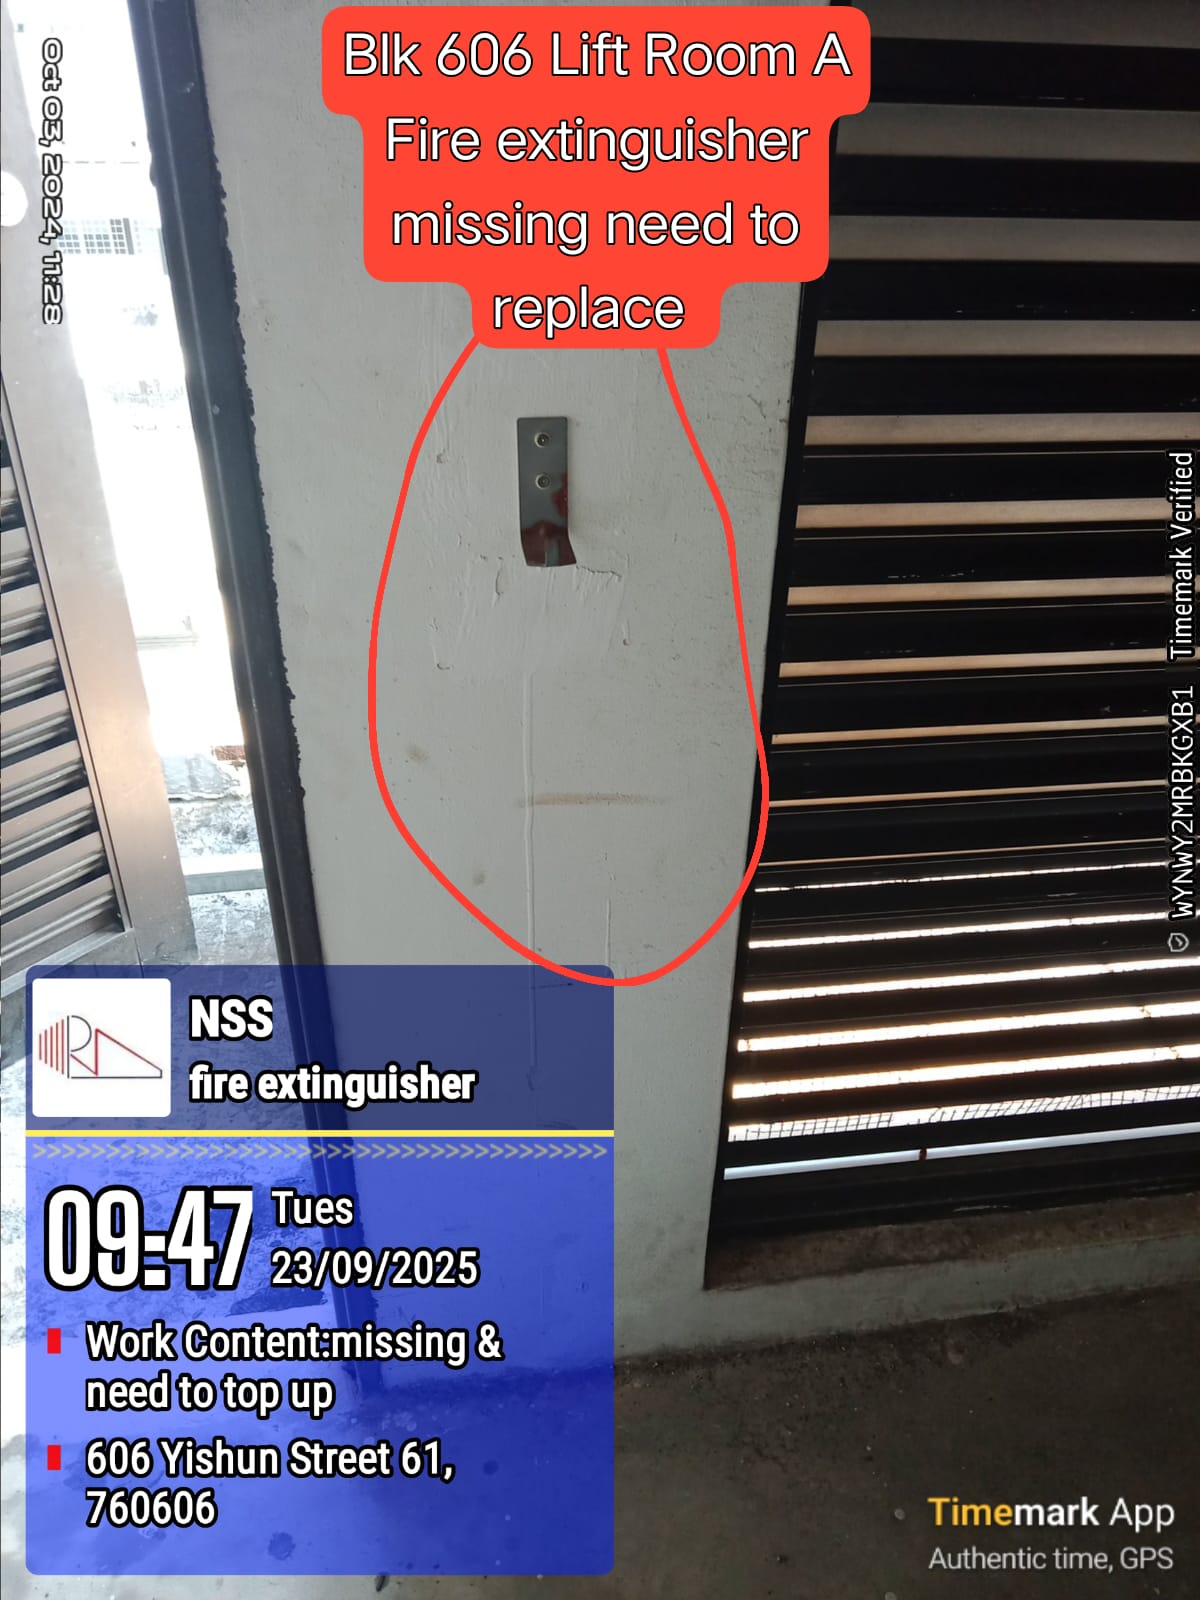 Blk 606 Lift Room A
Fire extinguisher
missing need to
replace
Oct 03, 2024, 11:28
Timemark Verified
WYNWY2MRBKGXB1
NSS
fire extinguisher
>>>>>>>>>>>>>>>>>>>>>>>>>>>>>>>>>>>>>>>>
09:47
Tues
23/09/2025
Work Content:missing &
need to top up
606 Yishun Street 61,
760606
Timemark App
Authentic time, GPS